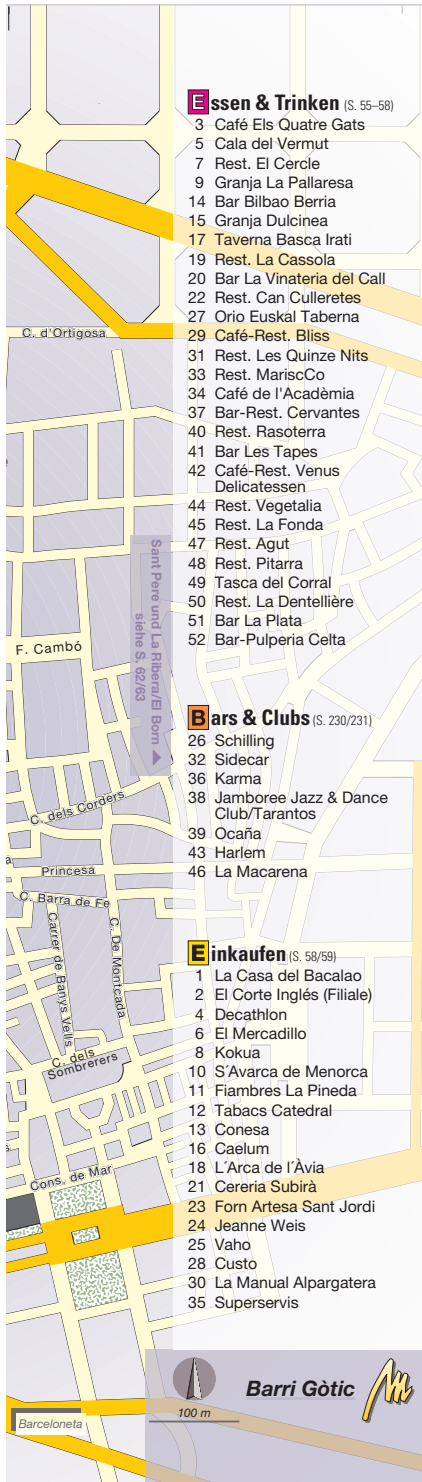 Essen & Trinken (S. 55–58)
3 Café Els Quatre Gats
5 Cala del Vermut
7 Rest. El Cercle
9 Granja La Pallaresa
14 Bar Bilbao Berria
15 Granja Dulcinea
17 Taverna Basca Irati
19 Rest. La Cassola
20 Bar La Vinateria del Call
22 Rest. Can Culleretes
27 Orio Euskal Taberna
29 Café-Rest. Bliss
31 Rest. Les Quinze Nits
33 Rest. MariscCo
34 Café de l'Acadèmia
37 Bar-Rest. Cervantes
40 Rest. Rasoterra
41 Bar Les Tapes
42 Café-Rest. Venus
Delicatessen
44 Rest. Vegetalia
45 Rest. La Fonda
47 Rest. Agut
48 Rest. Pitarra
49 Tasca del Corral
50 Rest. La Dentellière
51 Bar La Plata
52 Bar-Pulperia Celta
Bars & Clubs (S. 230/231)
26 Schilling
32 Sidecar
36 Karma
38 Jamboree Jazz & Dance
Club/Tarantos
39 Ocaña
43 Harlem
46 La Macarena
Einkaufen (S. 58/59)
1 La Casa del Bacalao
2 El Corte Inglés (Filiale)
4 Decathlon
6 El Mercadillo
8 Kokua
10 S´Avarca de Menorca
11 Fiambres La Pineda
12 Tabacs Catedral
13 Conesa
16 Caelum
18 L´Arca de l´Àvia
21 Cereria Subirà
23 Forn Artesa Sant Jordi
24 Jeanne Weis
25 Vaho
28 Custo
30 La Manual Alpargatera
35 Superservis
C. d'Ortigosa
Sant Pere und La Ribera/El Born
siehe S. 62/63
F. Cambó
C. dels Corders
Princesa
C. Barra de Fe
Carrer de Banys Vells
C. De Montcada
C. dels
Sombrerers
Cons. de Mar
Barceloneta
100 m
Barri Gòtic